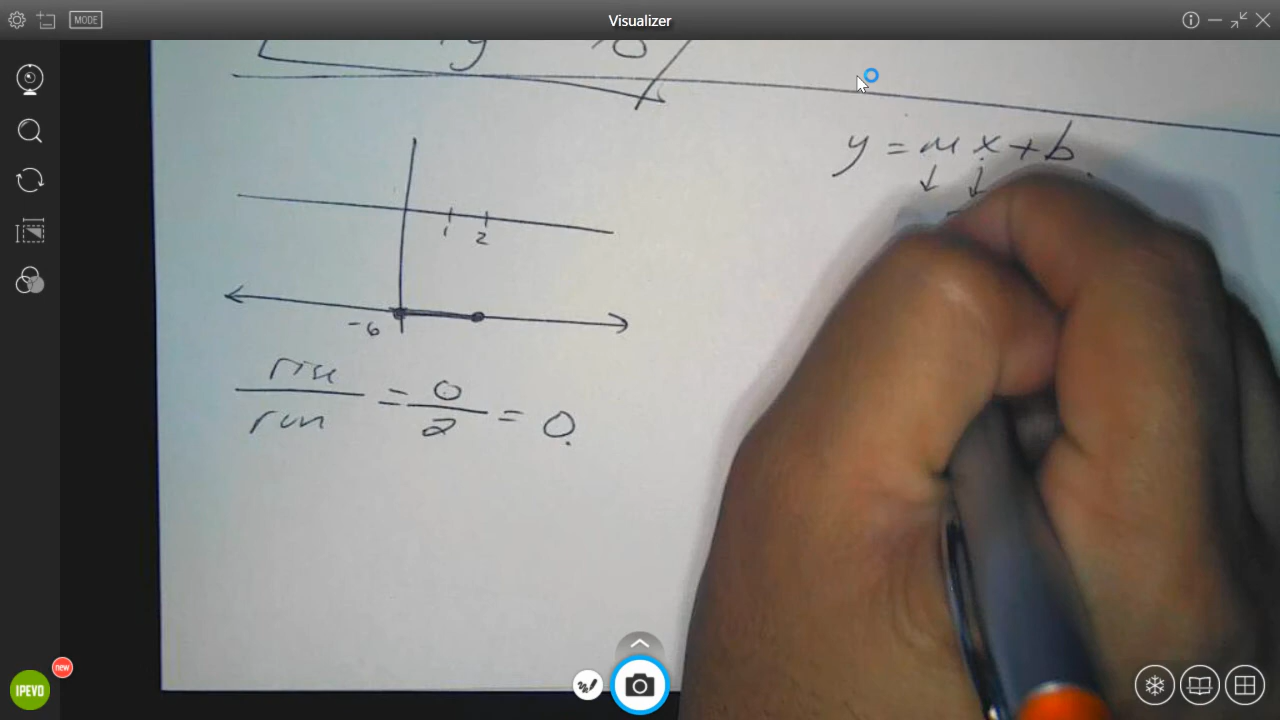 MODE
Visualizer
y = mx + b
1
2
-6
rise
run
= 0
2
= 0.
new
IPEVO